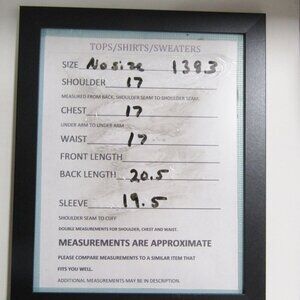 TOPS/SHIRTS/SWEATERS
SIZE No size 1383
SHOULDER 17
MEASURED FROM BACK, SHOULDER SEAM TO SHOULDER SEAM.
CHEST 17
UNDER ARM TO UNDER ARM
WAIST 17
FRONT LENGTH
BACK LENGTH 20.5
SLEEVE 19.5
SHOULDER SEAM TO CUFF
DOUBLE MEASUREMENTS FOR SHOULDER, CHEST AND WAIST.
MEASUREMENTS ARE APPROXIMATE
PLEASE COMPARE MEASUREMENTS TO A SIMILAR ITEM THAT
FITS YOU WELL.
ADDITIONAL MEASUREMENTS MAY BE IN DESCRIPTION.